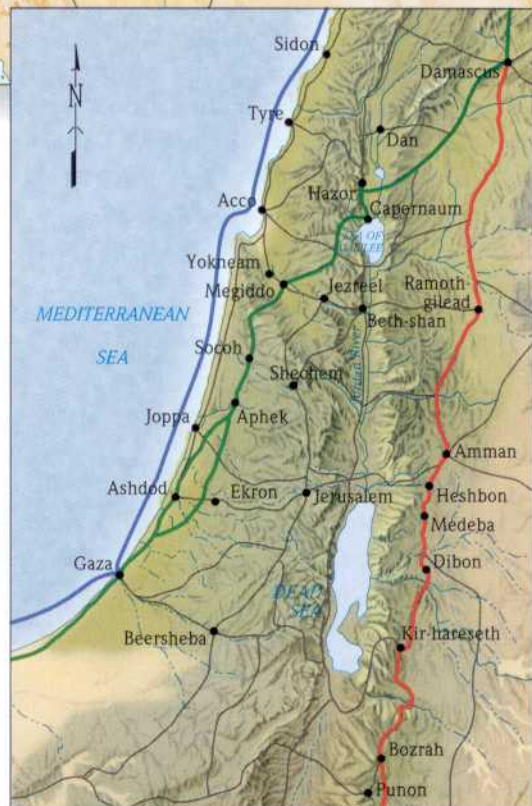 Sidon
Damascus
N
Tyre
Dan
Hazor
Acco
Capernaum
SEA OF
GALILEE
Yokneam
Megiddo
Jezreel
Ramoth-
gilead
Beth-shan
MEDITERRANEAN
SEA
Socoh
Shechem
Jordan River
Joppa
Aphek
Amman
Ashdod
Ekron
Jerusalem
Heshbon
Medeba
Gaza
Dibon
DEAD
SEA
Beersheba
Kir-hareseth
Bozrah
Punon